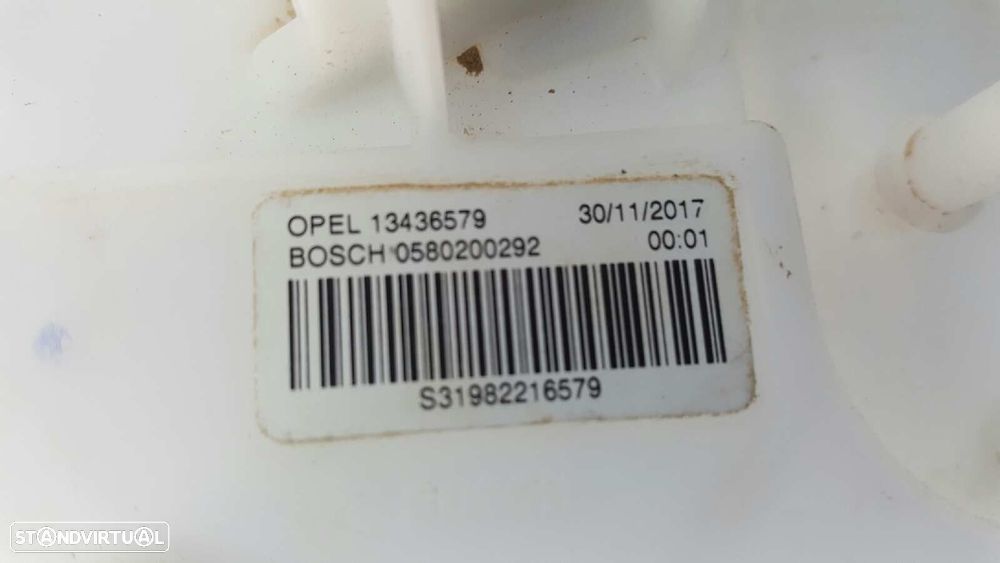 OPEL 13436579 30/11/2017
BOSCH 0580200292 00:01
S31982216579
STANDVIRTUAL